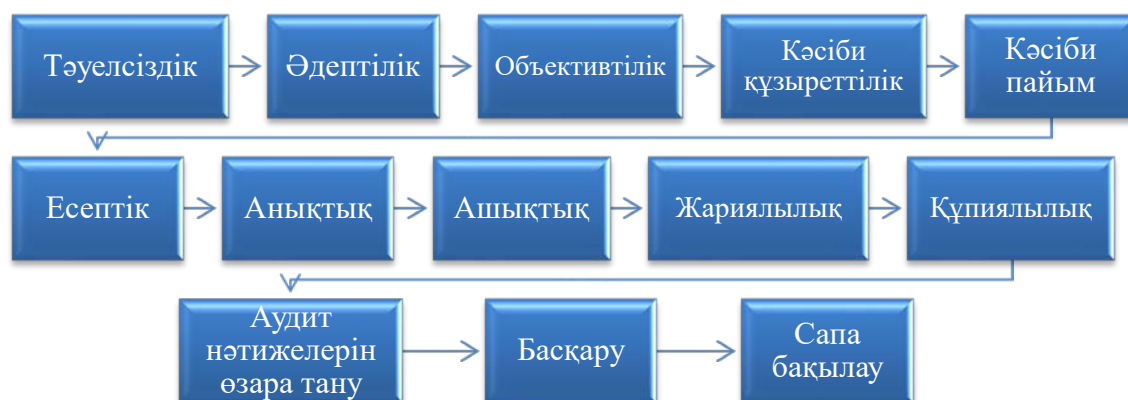 Тәуелсіздік
Әдептілік
Объективтілік
Кәсіби
құзыреттілік
Кәсіби
пайым
Есептік
Анықтық
Ашықтық
Жариялылық
Құпиялылық
Аудит
нәтижелерін
өзара тану
Басқару
Сапа
бақылау